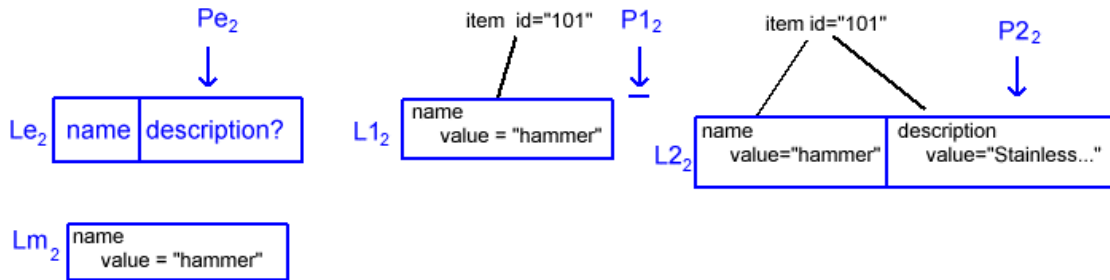 Pe2
item id="101"
P12
item id="101"
P22
Le2
name
description?
L12
name
value = "hammer"
L22
name
value="hammer"
description
value="Stainless..."
Lm2
name
value = "hammer"